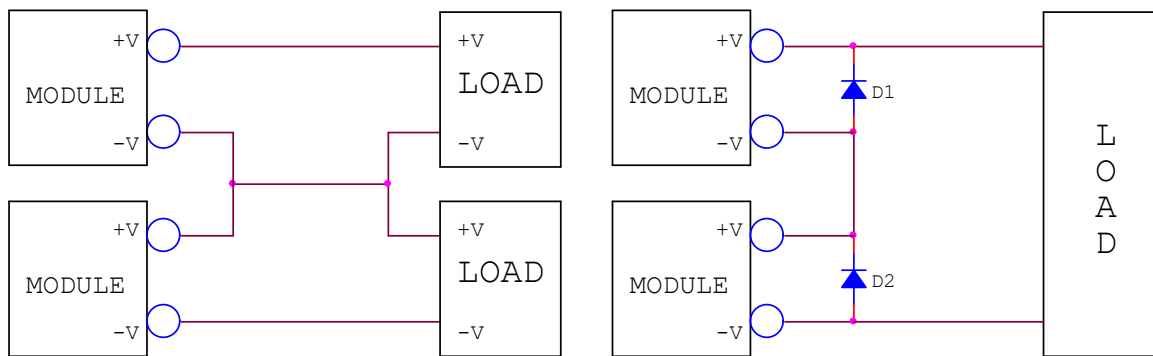 +V
MODULE
-V
+V
LOAD
-V
+V
MODULE
-V
+V
LOAD
-V
+V
MODULE
-V
D1
+V
MODULE
-V
D2
L
O
A
D